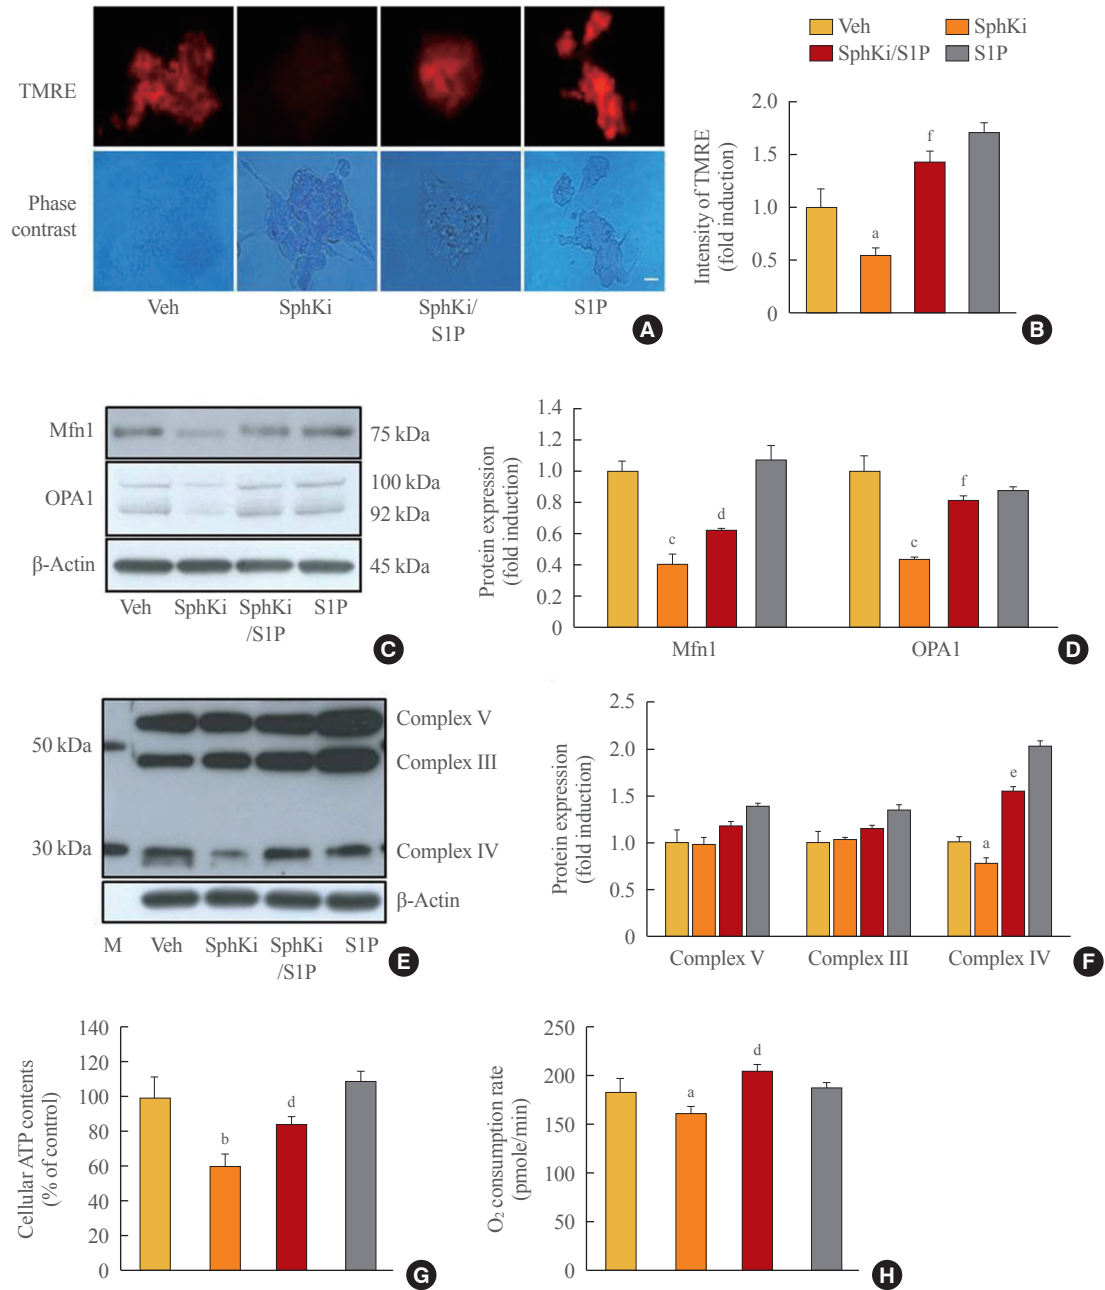 TMRE
Phase
contrast
Veh
SphKi
SphKi/
S1P
S1P
A
Veh
SphKi
SphKi/S1P
S1P
Intensity of TMRE
(fold induction)
2.0
1.5
1.0
0.5
0
a
f
B
Mfn1
75 kDa
OPA1
100 kDa
92 kDa
β-Actin
45 kDa
Veh
SphKi
SphKi
/S1P
S1P
C
Protein expression
(fold induction)
1.4
1.2
1.0
0.8
0.6
0.4
0.2
0
c
d
c
f
Mfn1
OPA1
D
50 kDa
30 kDa
Complex V
Complex III
Complex IV
β-Actin
M
Veh
SphKi
SphKi
/S1P
S1P
E
Protein expression
(fold induction)
2.5
2.0
1.5
1.0
0.5
0
a
e
Complex V
Complex III
Complex IV
F
Cellular ATP contents
(% of control)
140
120
100
80
60
40
20
0
b
d
G
O₂ consumption rate
(pmole/min)
250
200
150
200
50
0
a
d
H